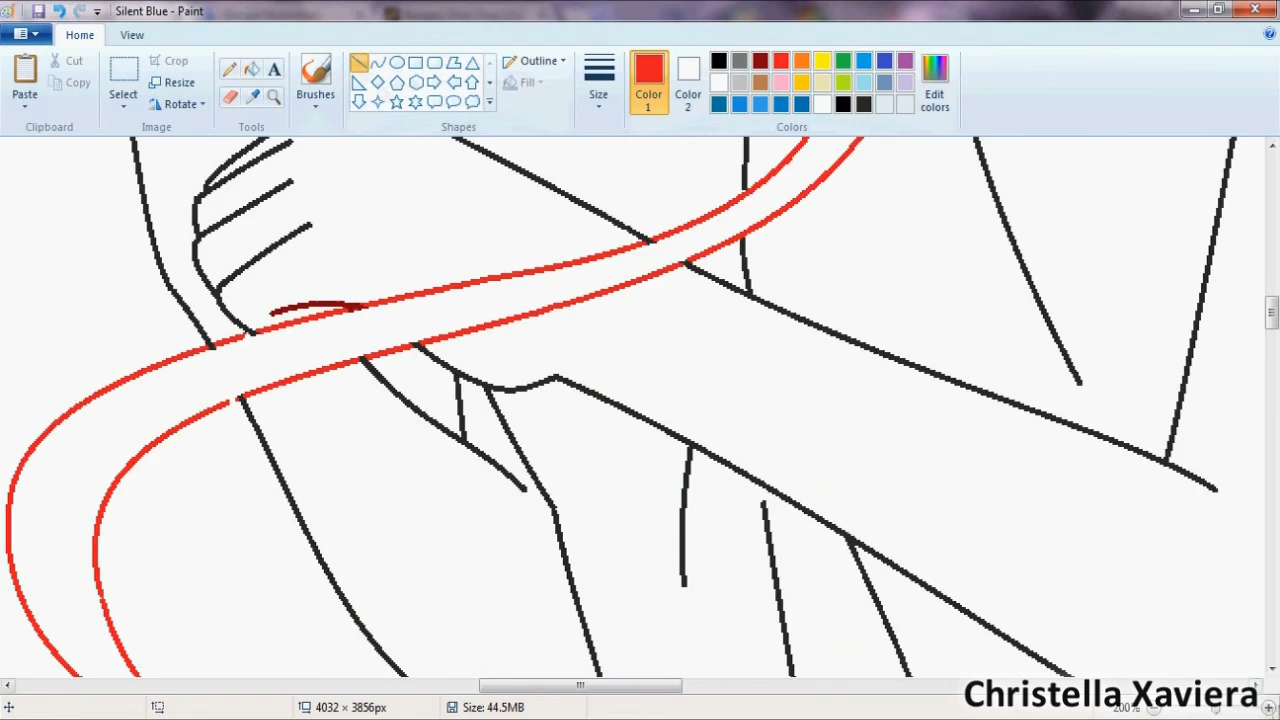 Silent Blue - Paint
Home
View
Paste
Cut
Copy
Clipboard
Select
Crop
Resize
Rotate
Image
A
Tools
Brushes
Outline
Fill
Shapes
Size
Color 1
Color 2
Edit colors
Colors
4032 × 3856px
Size: 44.5MB
200%
Christella Xaviera